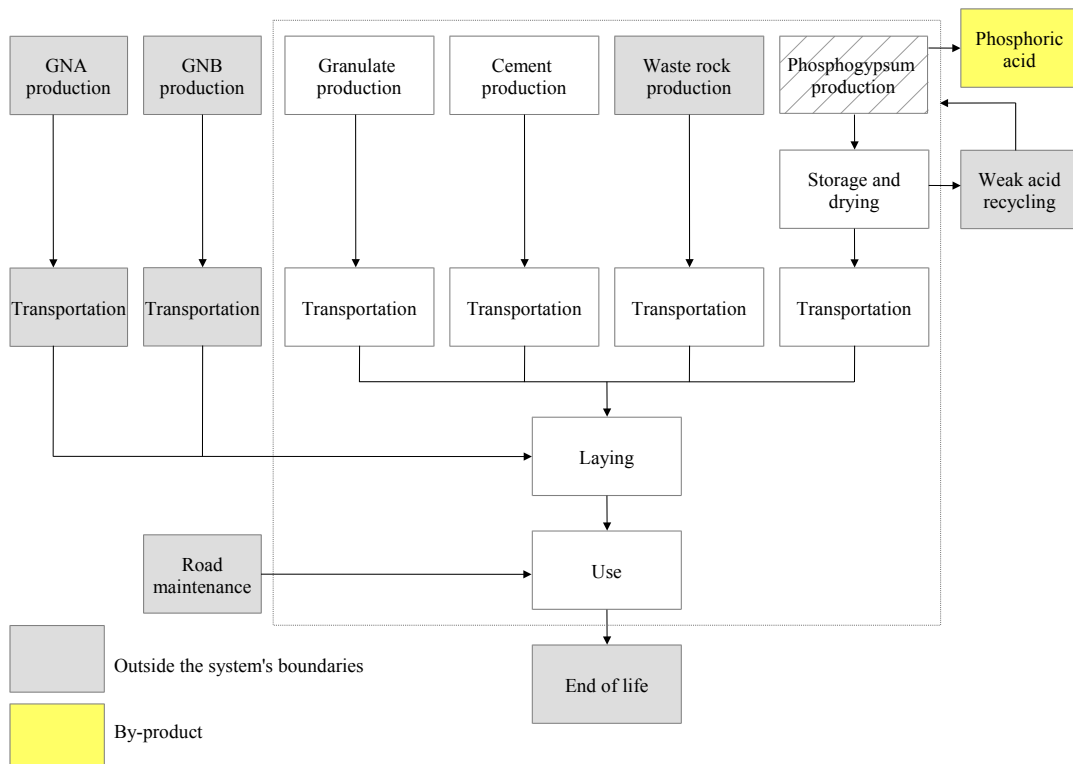 GNA
production
GNB
production
Granulate
production
Cement
production
Waste rock
production
Phosphogypsum
production
Phosphoric
acid
Storage and
drying
Weak acid
recycling
Transportation
Transportation
Transportation
Transportation
Transportation
Transportation
Laying
Road
maintenance
Use
Outside the system's boundaries
End of life
By-product